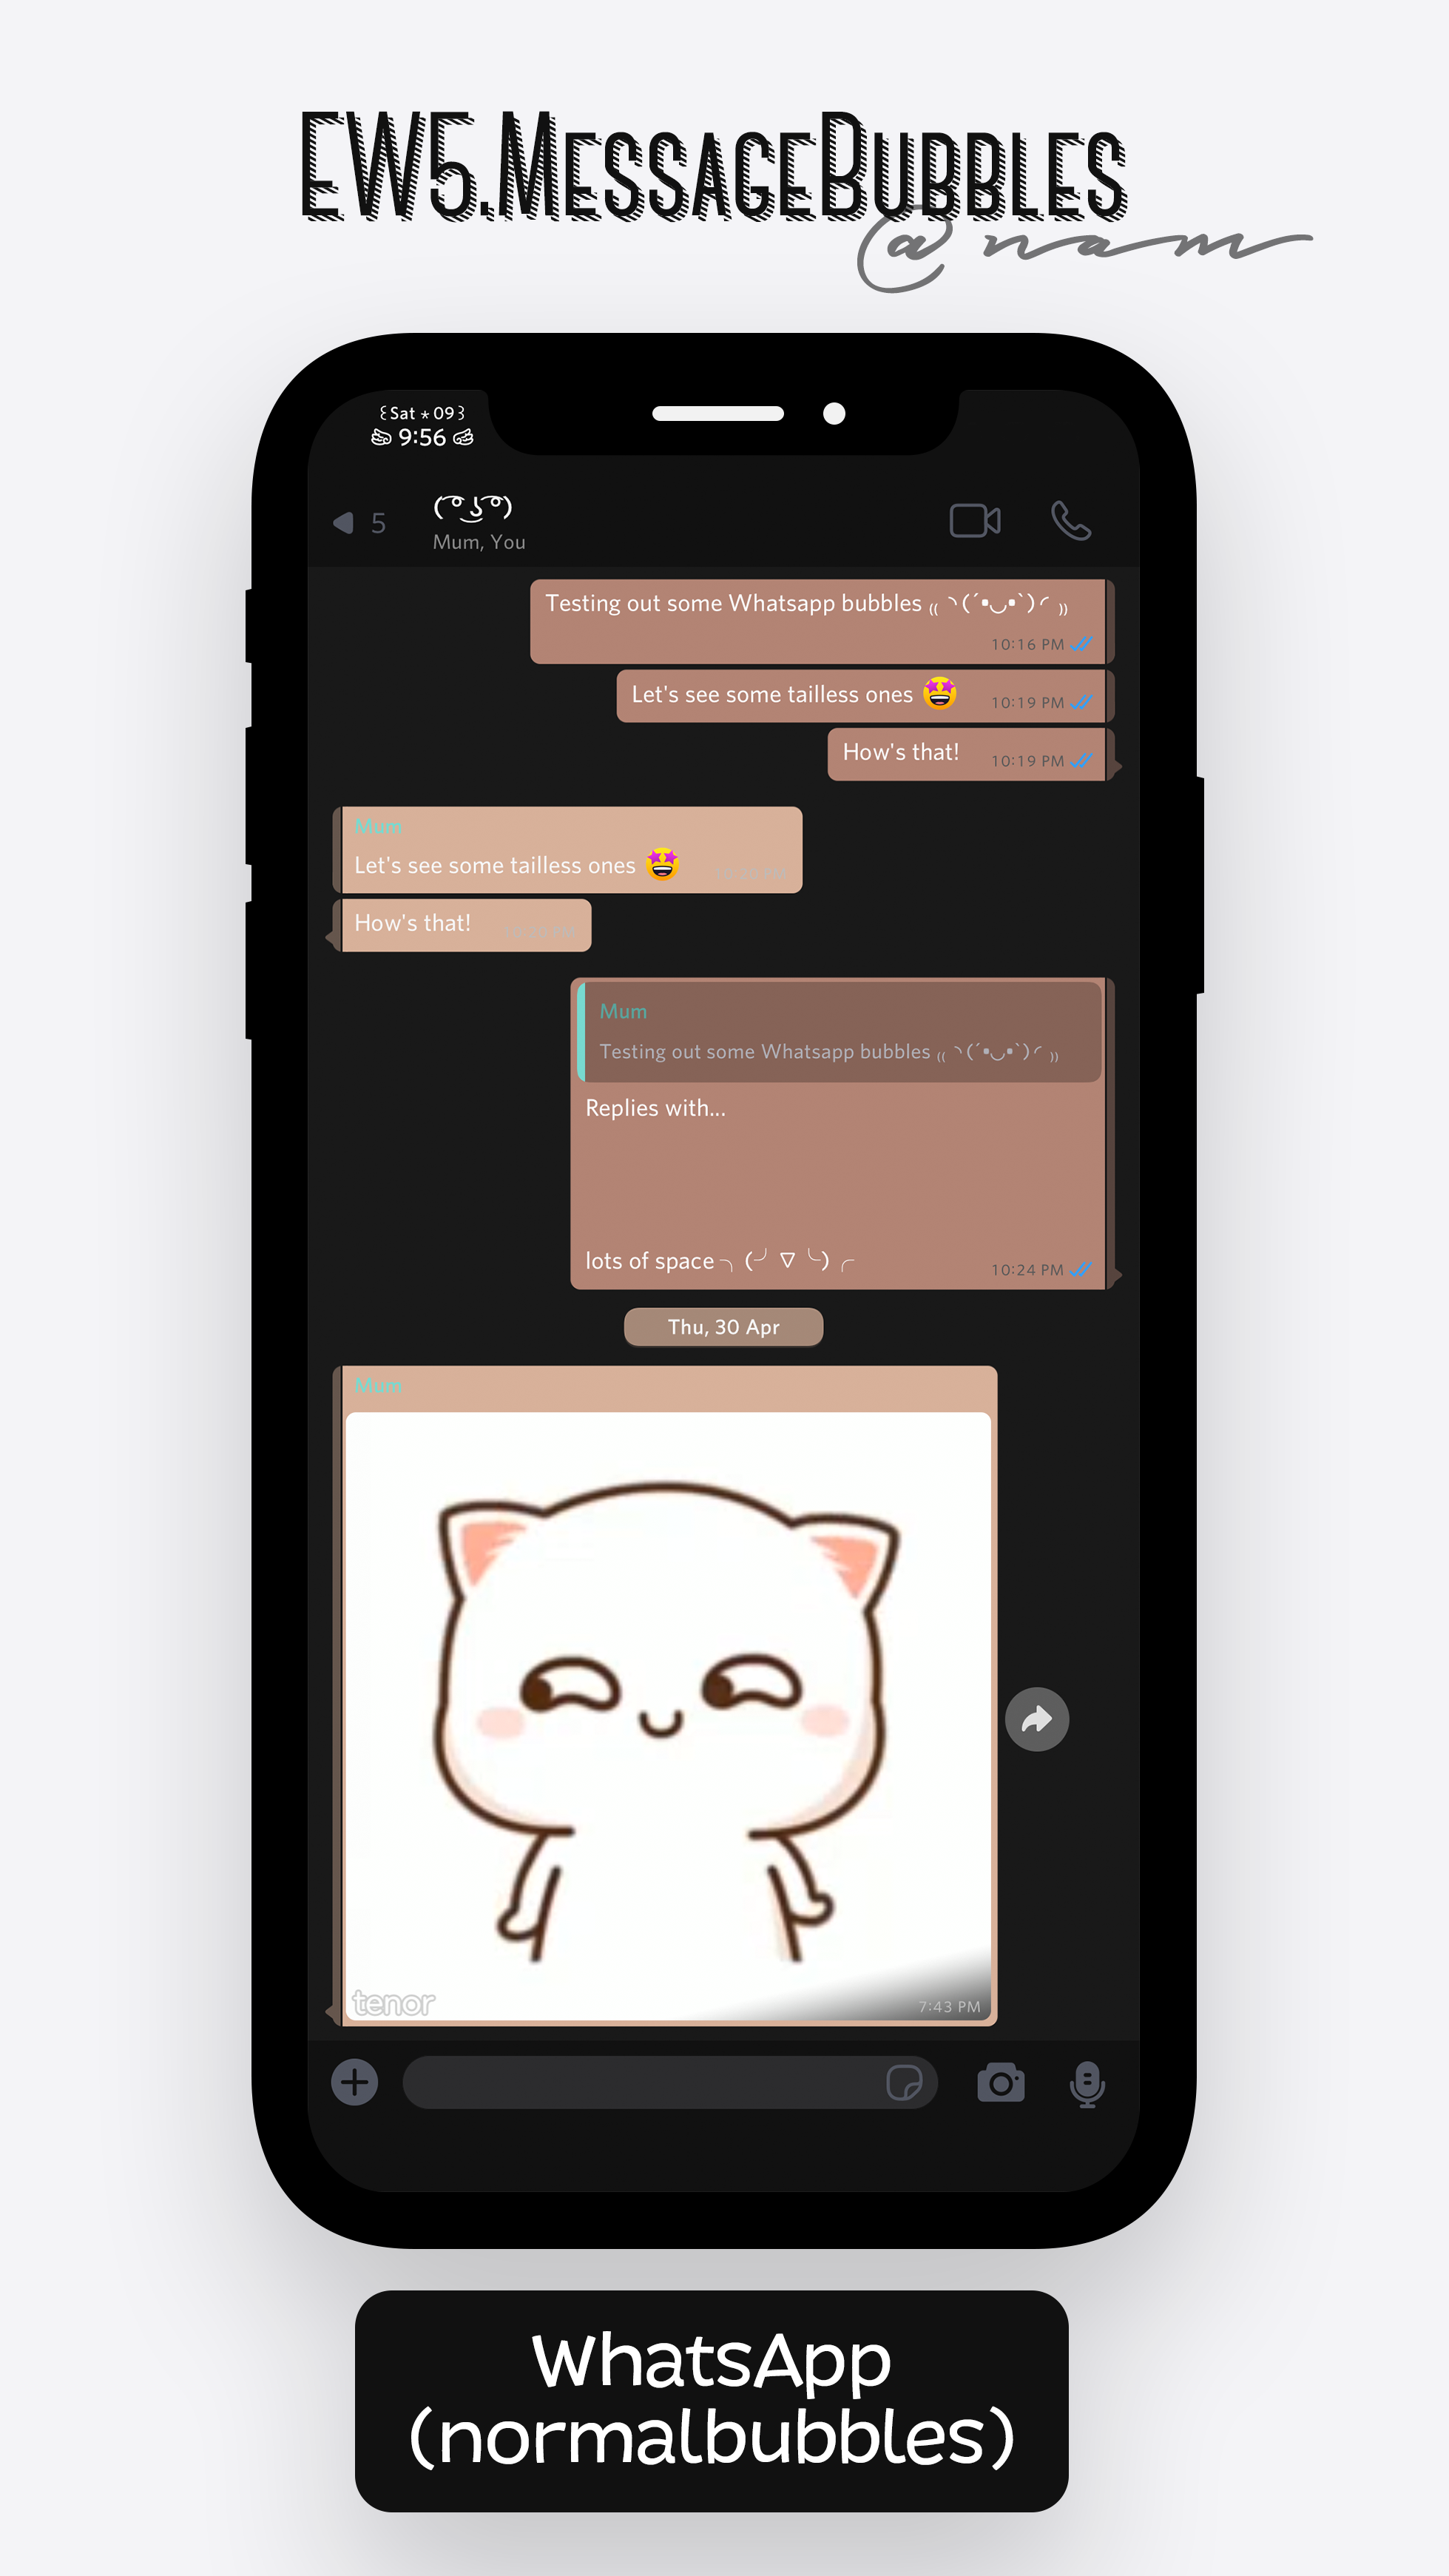 EW5.MESSAGEBUBBLES
@nam
꒰Sat ⋆ 09꒱
9:56
5
( ͡° ͜ʖ ͡°)
Mum, You
Testing out some Whatsapp bubbles ₍₍ ◝(´•◡•`)◜ ₎₎
10:16 PM
Let's see some tailless ones 🤩 10:19 PM
How's that! 10:19 PM
Mum
Let's see some tailless ones 🤩
How's that!
Mum
Testing out some Whatsapp bubbles ₍₍ ◝(´•◡•`)◜ ₎₎
Replies with...
lots of space ╮(╯▽╰)╭ 10:24 PM
Thu, 30 Apr
Mum
tenor
7:43 PM
WhatsApp
(normalbubbles)